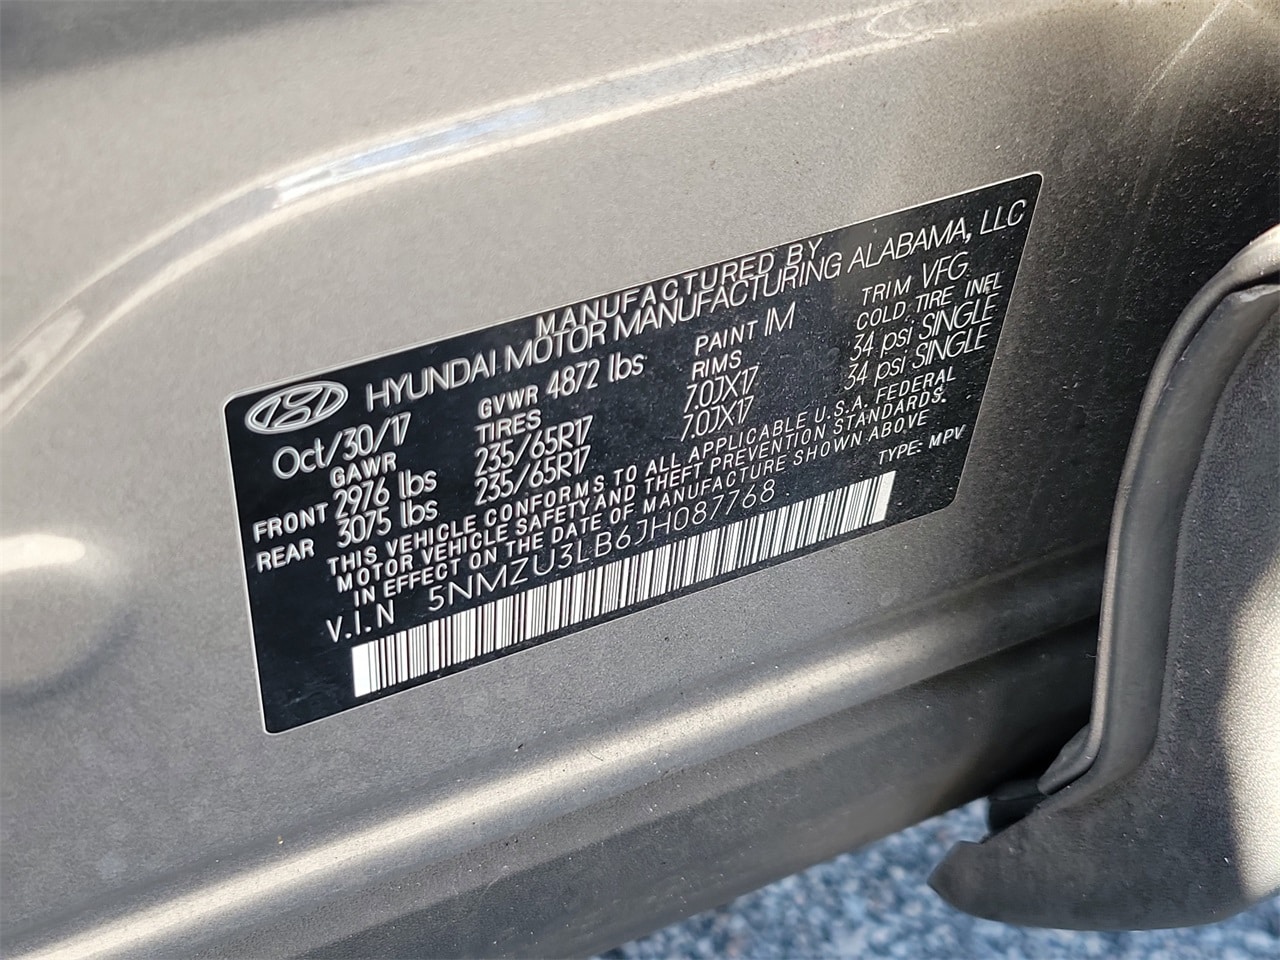 MANUFACTURED BY
HYUNDAI MOTOR MANUFACTURING ALABAMA, LLC
Oct/30/17 GVWR 4872 lbs PAINT IM TRIM VFG
GAWR TIRES RIMS COLD TIRE INFL
FRONT 2976 lbs 235/65R17 7.0JX17 34 psi SINGLE
REAR 3075 lbs 235/65R17 7.0JX17 34 psi SINGLE
THIS VEHICLE CONFORMS TO ALL APPLICABLE U.S.A. FEDERAL
MOTOR VEHICLE SAFETY AND THEFT PREVENTION STANDARDS.
IN EFFECT ON THE DATE OF MANUFACTURE SHOWN ABOVE
V.I.N 5NMZU3LB6JH087768 TYPE: MPV